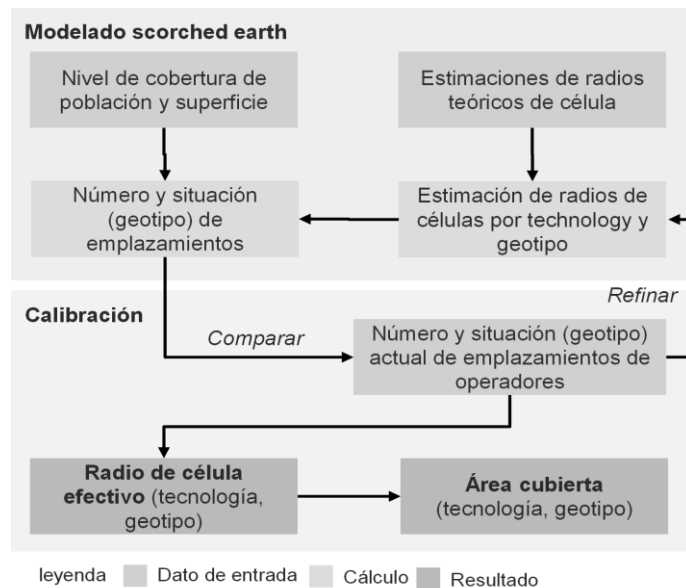 Modelado scorched earth
Nivel de cobertura de
población y superficie
Estimaciones de radios
teóricos de célula
Número y situación
(geotipo) de
emplazamientos
Estimación de radios de
células por technology y
geotipo
Refinar
Calibración
Comparar
Número y situación (geotipo)
actual de emplazamientos de
operadores
Radio de célula
efectivo (tecnología,
geotipo)
Área cubierta
(tecnología, geotipo)
leyenda Dato de entrada Cálculo Resultado